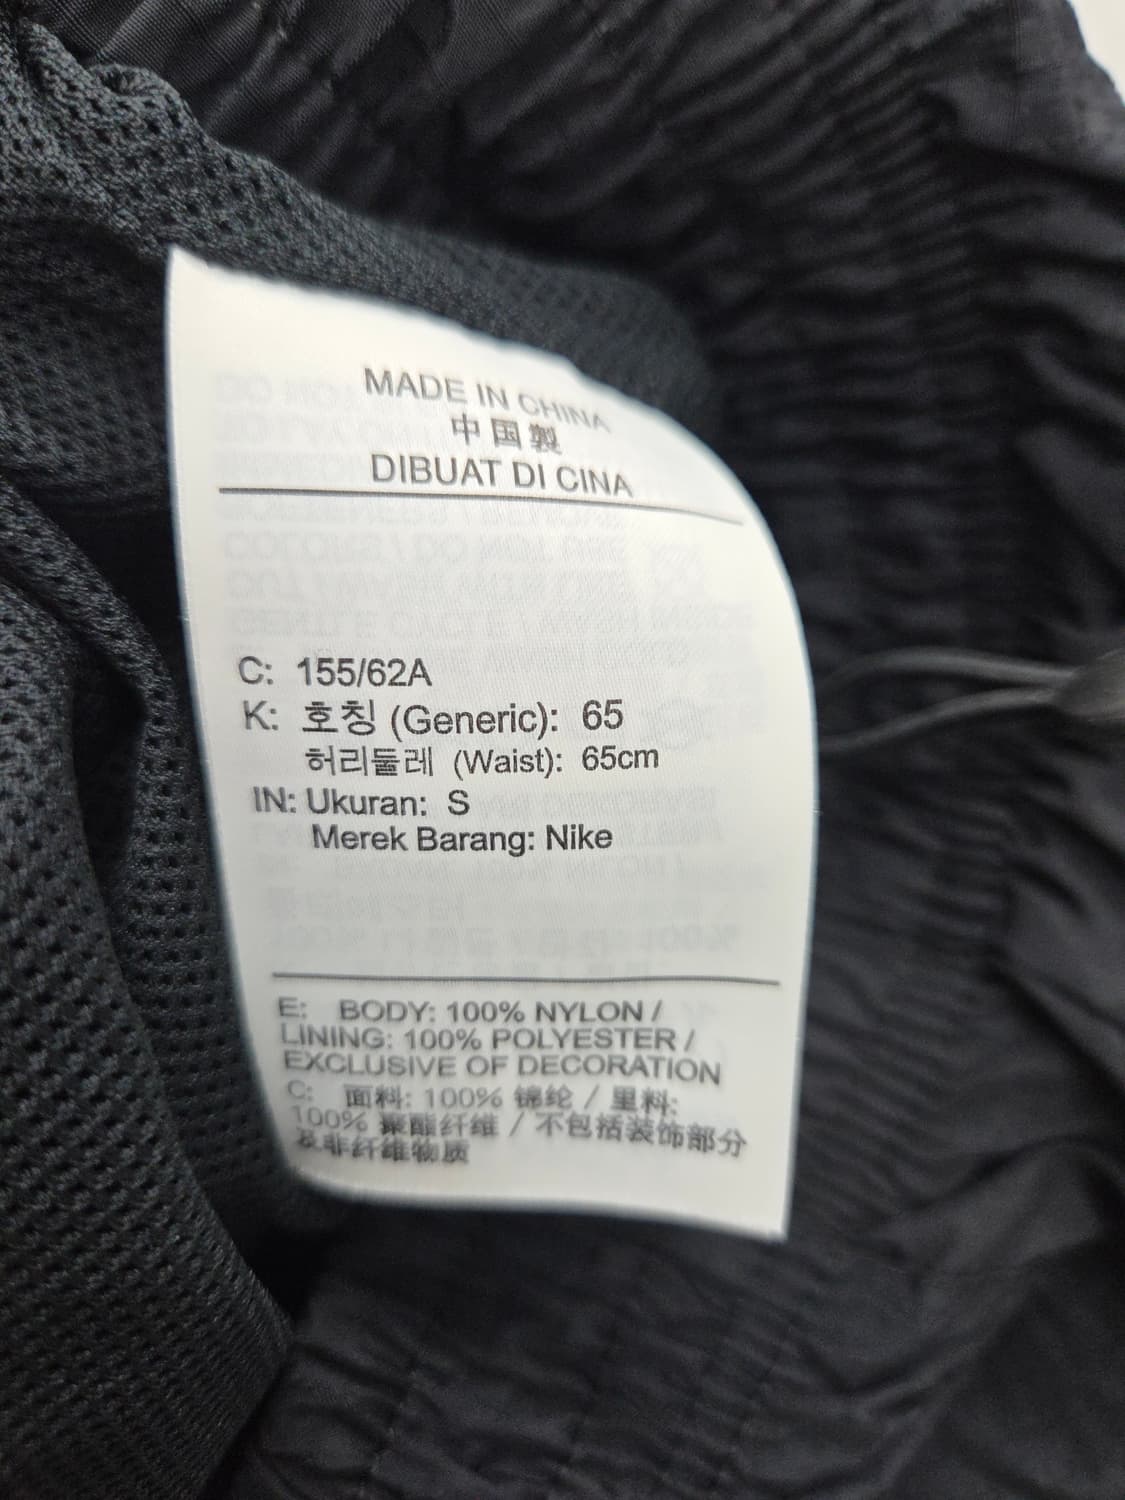 MADE IN CHINA
中国製
DIBUAT DI CINA
C: 155/62A
K: 호칭 (Generic): 65
허리둘레 (Waist): 65cm
IN: Ukuran: S
Merek Barang: Nike
E: BODY: 100% NYLON /
LINING: 100% POLYESTER /
EXCLUSIVE OF DECORATION
C: 面料: 100% 锦纶 / 里料:
100% 聚酯纤维 / 不包括装饰部分
及非纤维物质